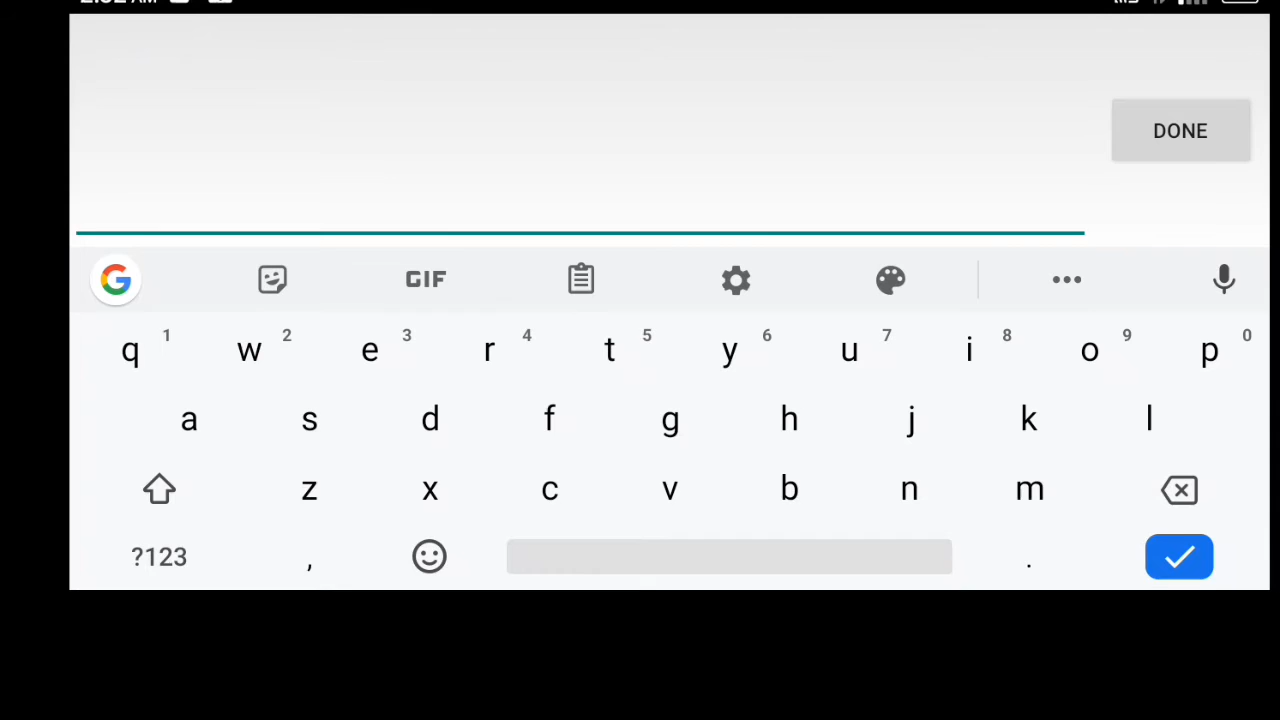 DONE
GIF
q 1 w 2 e 3 r 4 t 5 y 6 u 7 i 8 o 9 p 0
a s d f g h j k l
z x c v b n m
?123 , .